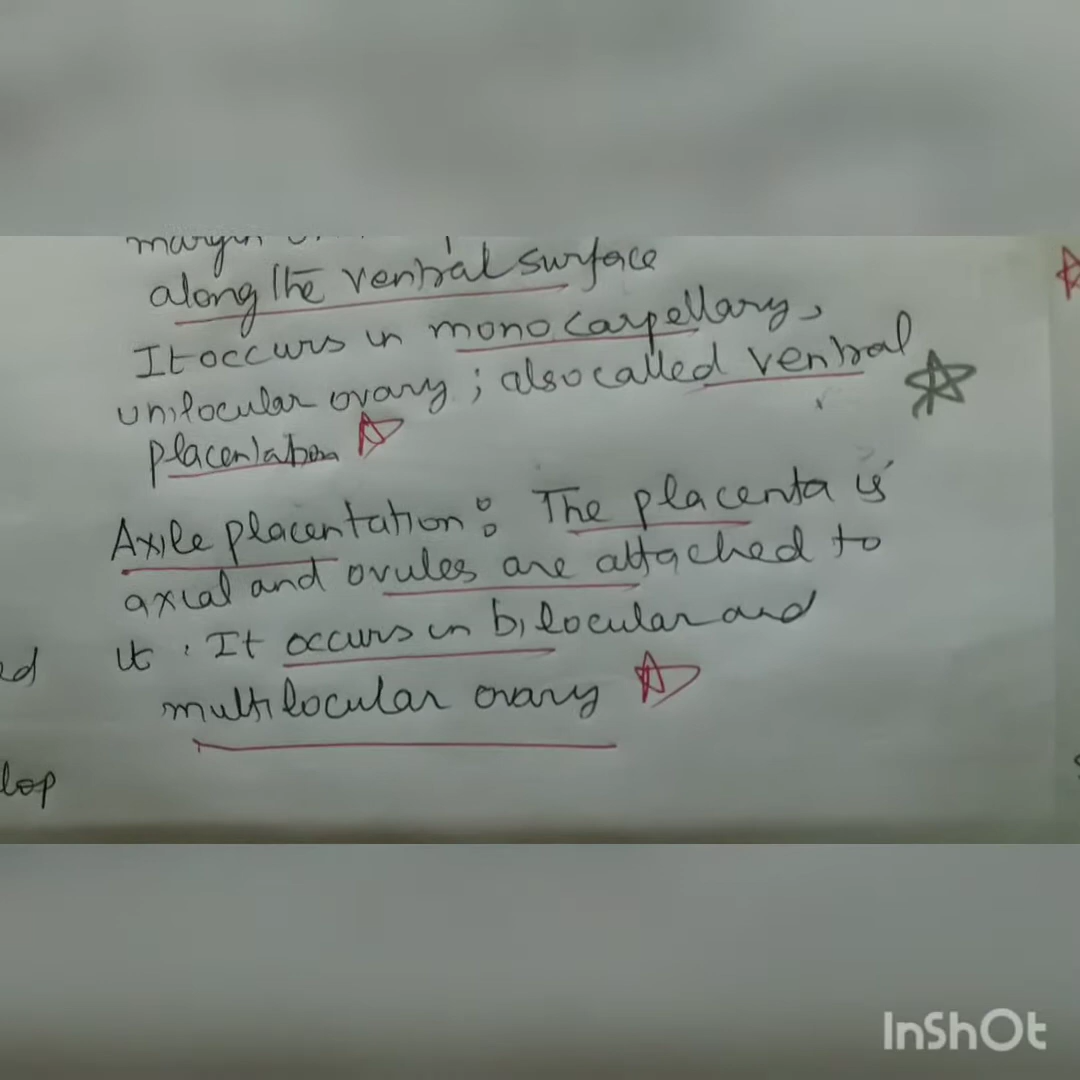 along the ventral surface
It occurs in monocarpellary,
unilocular ovary; also called ventral
placentation
Axile placentation: The placenta is
axial and ovules are attached to
it. It occurs in bilocular and
multilocular ovary
InShOt